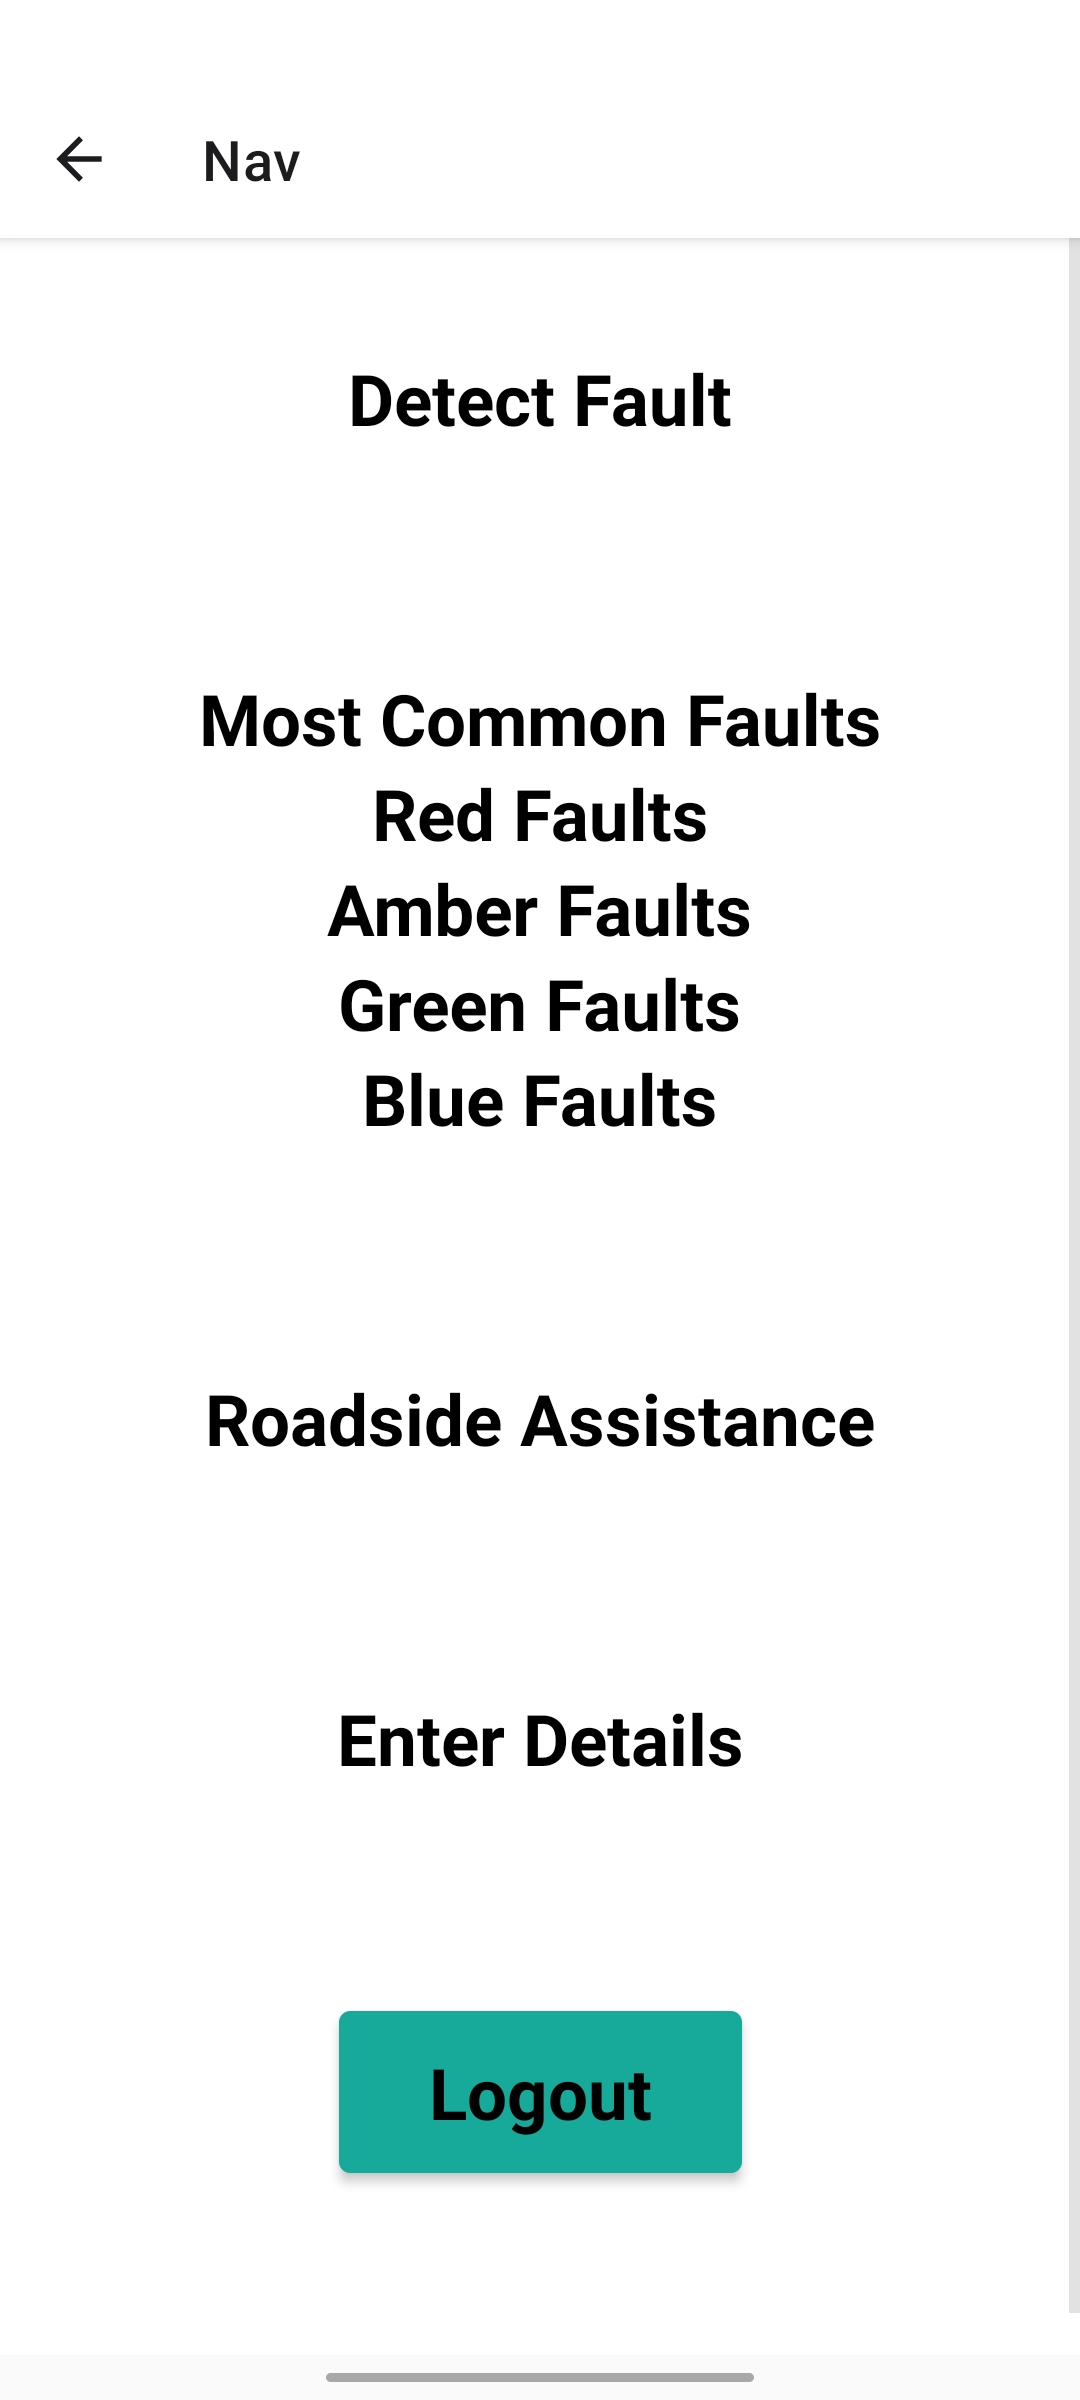 Nav
Detect Fault
Most Common Faults
Red Faults
Amber Faults
Green Faults
Blue Faults
Roadside Assistance
Enter Details
Logout